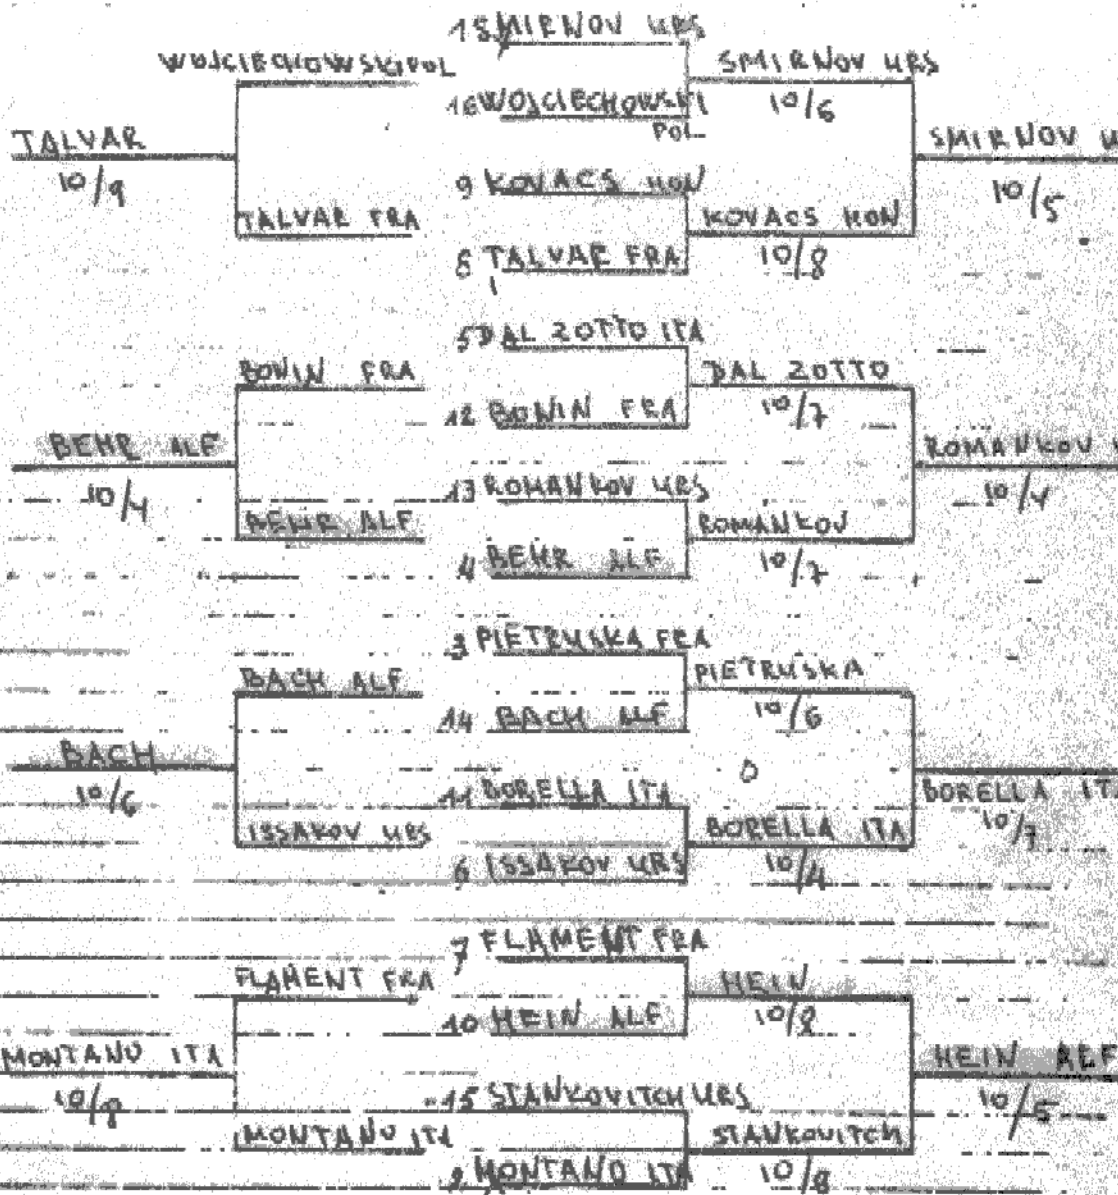 1 SMIRNOV URS
WOJCIECHOWSKI POL
SMIRNOV URS
16 WOJCIECHOWSKI
POL
10/6
TALVAR
10/9
SMIRNOV U
10/5
9 KOVACS HON
TALVAR FRA
KOVACS HON
10/8
8 TALVAR FRA
5 DAL ZOTTO ITA
BONIN FRA
DAL ZOTTO
10/7
12 BONIN FRA
BEHR ALF
10/4
ROMANKOV
10/4
13 ROMANKOV URS
BEHR ALF
ROMANKOV
10/7
4 BEHR ALF
3 PIETRUSKA FRA
BACH ALF
PIETRUSKA
10/6
14 BACH ALF
BACH
10/6
BORELLA ITA
10/7
11 BORELLA ITA
ISSAKOV URS
BORELLA ITA
10/4
6 ISSAKOV URS
7 FLAMENT FRA
FLAMENT FRA
HEIN
10/8
10 HEIN ALF
MONTANO ITA
10/8
HEIN ALF
10/5
15 STANKOVITCH URS
MONTANO ITA
STANKOVITCH
10/8
2 MONTANO ITA